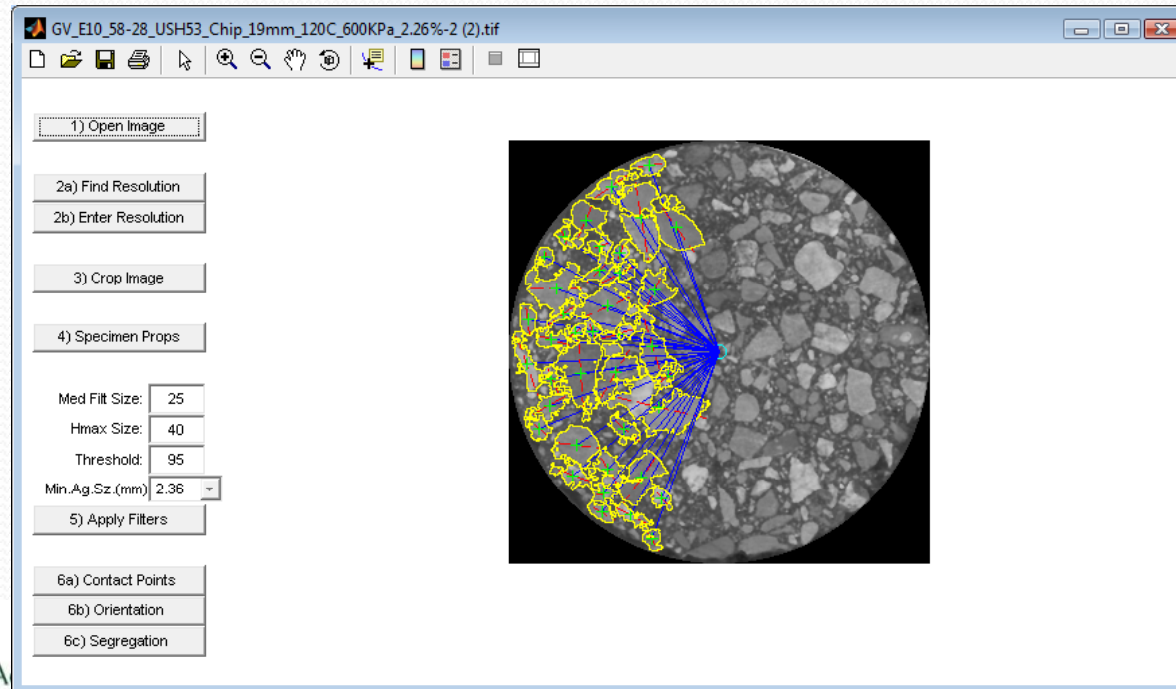 GV_E10_58-28_USH53_Chip_19mm_120C_600KPa_2.26%-2 (2).tif
1) Open Image
2a) Find Resolution
2b) Enter Resolution
3) Crop Image
4) Specimen Props
Med Filt Size: 25
Hmax Size: 40
Threshold: 95
Min.Ag.Sz.(mm) 2.36
5) Apply Filters
6a) Contact Points
6b) Orientation
6c) Segregation